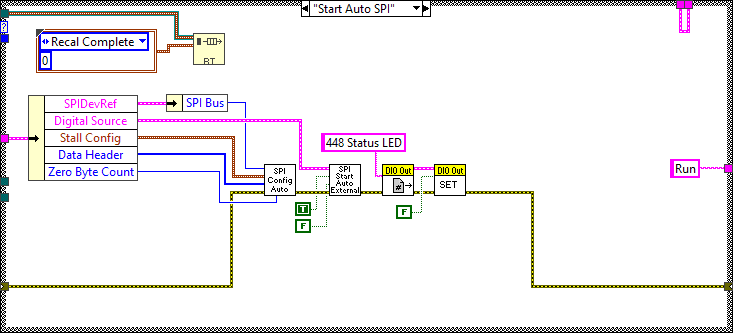 "Start Auto SPI"
?
Recal Complete
0
BT
SPIDevRef
SPI Bus
Digital Source
Stall Config
Data Header
Zero Byte Count
448 Status LED
SPI
Config
Auto
SPI
Start
Auto
External
DIO Out
#
DIO Out
SET
Run
T
F
F